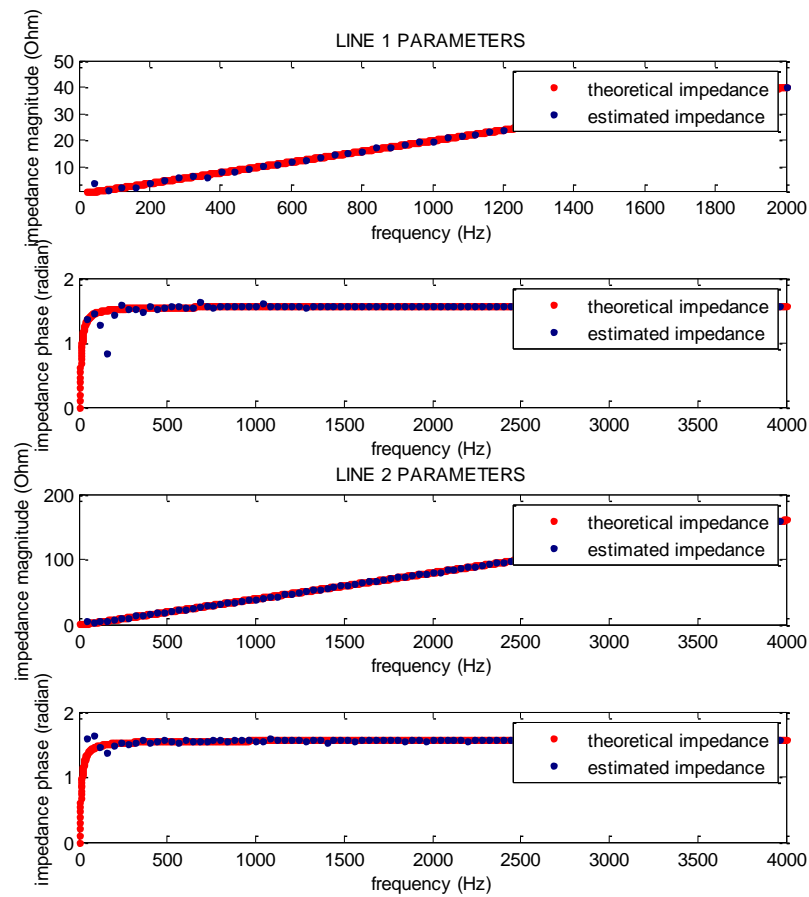 LINE 1 PARAMETERS
impedance magnitude (Ohm)
50
40
30
20
10
theoretical impedance
estimated impedance
0 200 400 600 800 1000 1200 1400 1600 1800 2000
frequency (Hz)
impedance phase (radian)
2
1
0
theoretical impedance
estimated impedance
0 500 1000 1500 2000 2500 3000 3500 4000
frequency (Hz)
LINE 2 PARAMETERS
impedance magnitude (Ohm)
200
100
0
theoretical impedance
estimated impedance
0 500 1000 1500 2000 2500 3000 3500 4000
frequency (Hz)
impedance phase (radian)
2
1
0
theoretical impedance
estimated impedance
0 500 1000 1500 2000 2500 3000 3500 4000
frequency (Hz)